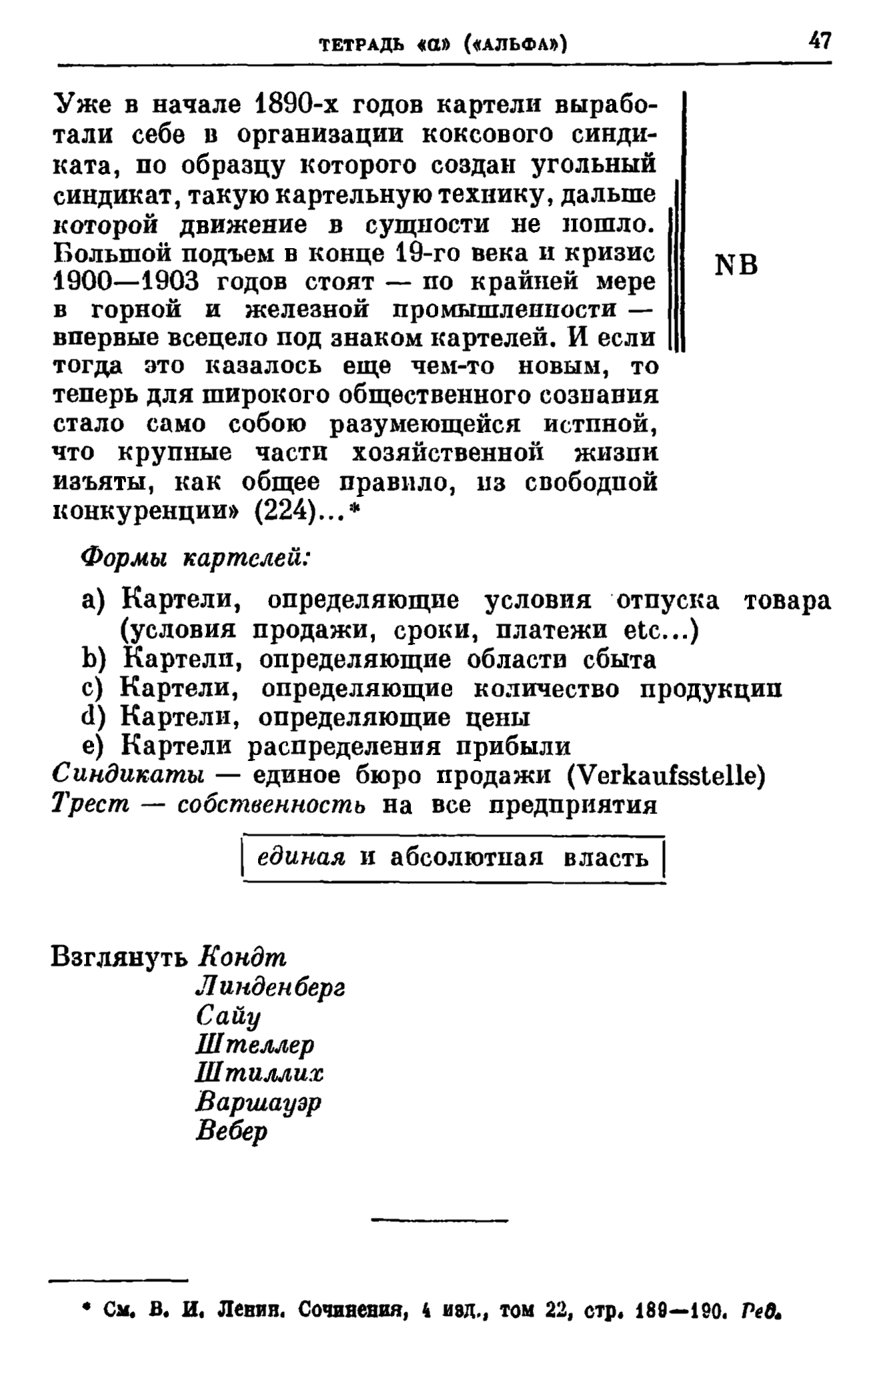 ТЕТРАДЬ «α» («АЛЬФА»)
47
Уже в начале 1890-х годов картели вырабо-
тали себе в организации коксового синди-
ката, по образцу которого создан угольный
синдикат, такую картельную технику, дальше
которой движение в сущности не пошло.
Большой подъем в конце 19-го века и кризис
1900—1903 годов стоят — по крайней мере
в горной и железной промышленности —
впервые всецело под знаком картелей. И если
тогда это казалось еще чем-то новым, то
теперь для широкого общественного сознания
стало само собою разумеющейся истиной,
что крупные части хозяйственной жизни
изъяты, как общее правило, из свободной
конкуренции» (224)...*
NB
Формы картелей:
a) Картели, определяющие условия отпуска товара
(условия продажи, сроки, платежи etc...)
b) Картели, определяющие области сбыта
c) Картели, определяющие количество продукции
d) Картели, определяющие цены
e) Картели распределения прибыли
Синдикаты — единое бюро продажи (Verkaufsstelle)
Трест — собственность на все предприятия
единая и абсолютная власть
Взглянуть Кондт
Линденберг
Сайу
Штеллер
Штиллих
Варшауэр
Вебер
* См. В. И. Ленин. Сочинения, 4 изд., том 22, стр. 189—190. Ред.